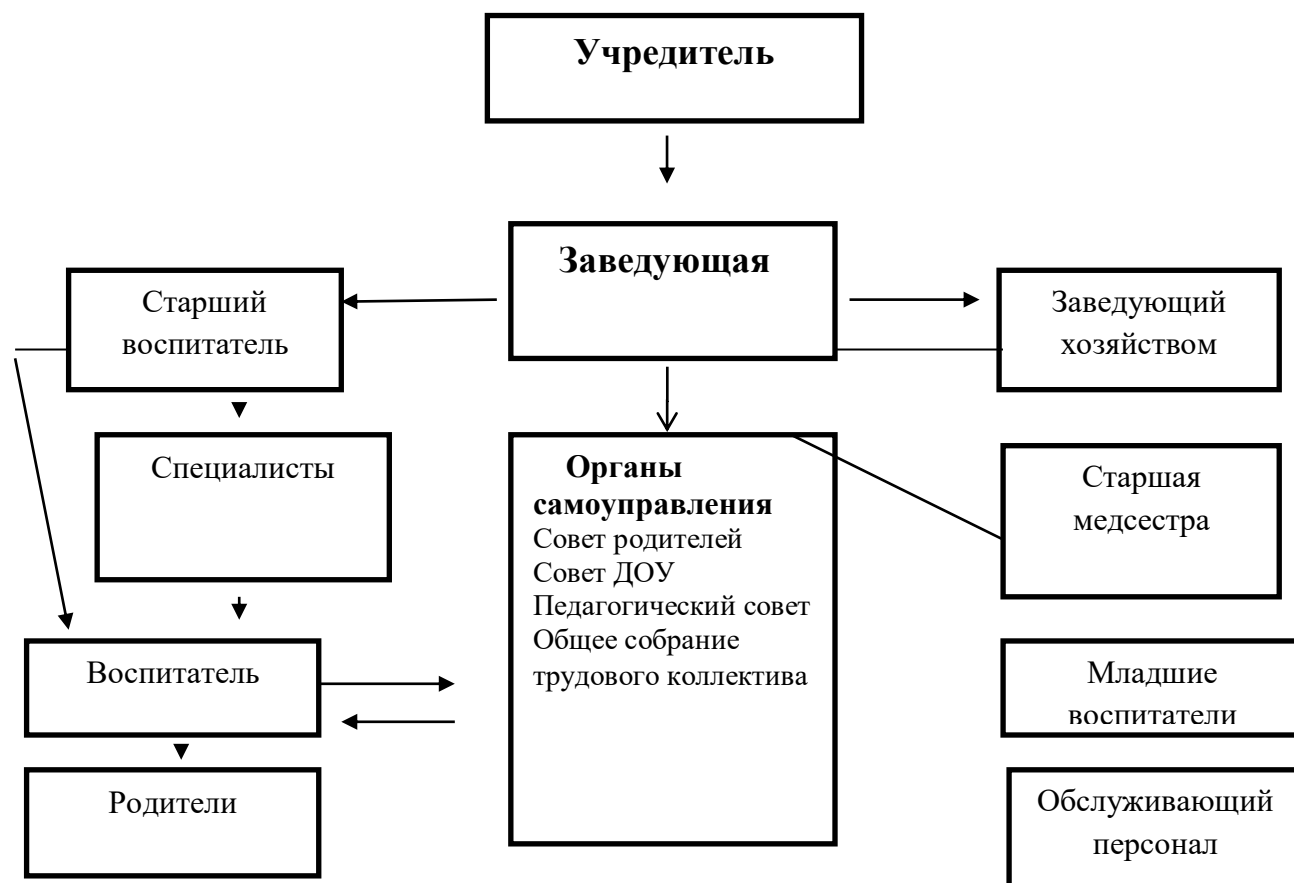 Учредитель
Заведующая
Старший
воспитатель
Заведующий
хозяйством
Специалисты
Органы
самоуправления
Совет родителей
Совет ДОУ
Педагогический совет
Общее собрание
трудового коллектива
Старшая
медсестра
Воспитатель
Младшие
воспитатели
Родители
Обслуживающий
персонал